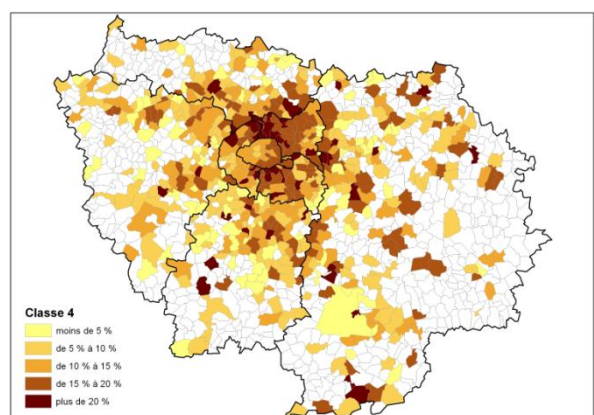 Classe 4
moins de 5 %
de 5 % à 10 %
de 10 % à 15 %
de 15 % à 20 %
plus de 20 %